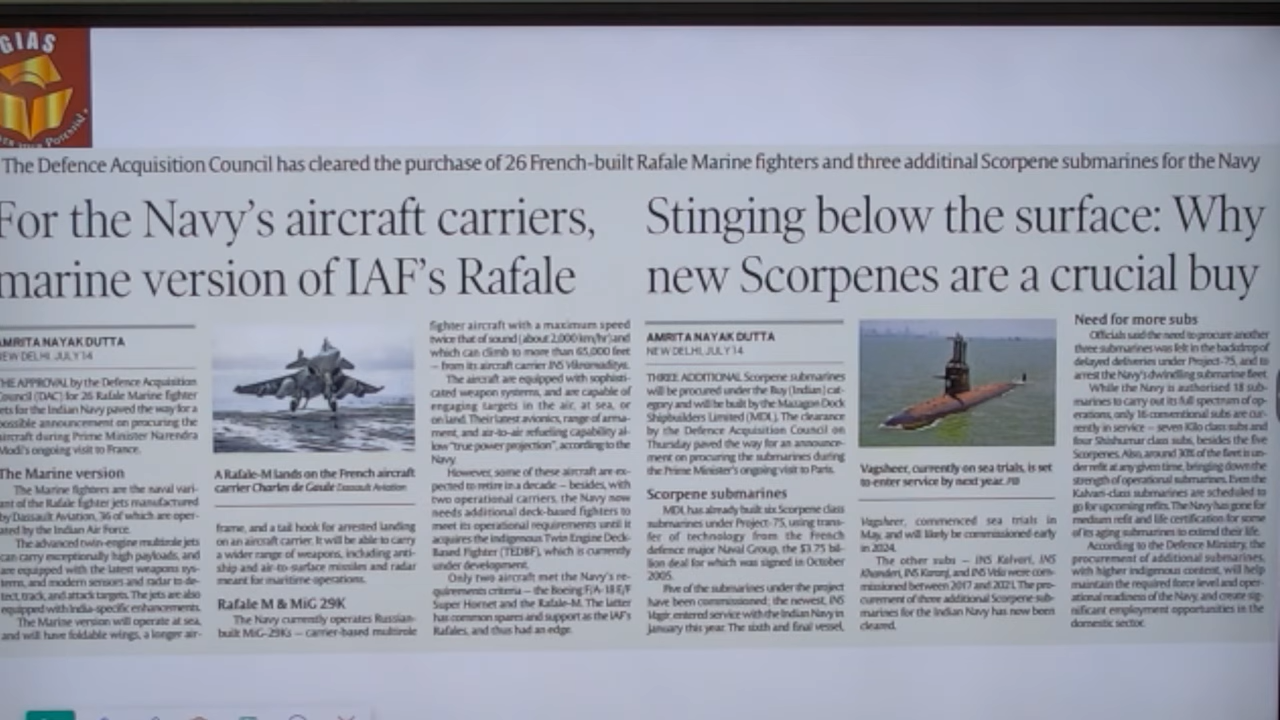 GIAS
The Defence Acquisition Council has cleared the purchase of 26 French-built Rafale Marine fighters and three additinal Scorpene submarines for the Navy
For the Navy's aircraft carriers,
marine version of IAF's Rafale
AMRITA NAYAK DUTTA
NEW DELHI, JULY 14
THE APPROVAL by the Defence Acquisition
Council (DAC) for 26 Rafale Marine fighter
jets for the Indian Navy paved the way for a
possible announcement on procuring the
aircraft during Prime Minister Narendra
Modi's ongoing visit to France.
The Marine version
The Marine fighters are the naval vari-
ant of the Rafale fighter jets manufactured
by Dassault Aviation, 36 of which are oper-
ated by the Indian Air Force.
The advanced twin-engine multirole jets
can carry exceptionally high payloads, and
are equipped with the latest weapons sys-
tems, and modern sensors and radar to de-
tect, track, and attack targets. The jets are also
equipped with India-specific enhancements.
The Marine version will operate at sea,
and will have foldable wings, a longer air-
A Rafale-M lands on the French aircraft
carrier Charles de Gaule Dassault Aviation
frame, and a tail hook for arrested landing
on an aircraft carrier. It will be able to carry
a wider range of weapons, including anti-
ship and air-to-surface missiles and radar
meant for maritime operations.
Rafale M & MiG 29K
The Navy currently operates Russian-
built MiG-29Ks — carrier-based multirole
fighter aircraft with a maximum speed
twice that of sound (about 2,000 km/hr) and
which can climb to more than 65,000 feet
— from its aircraft carrier INS Vikramaditya.
The aircraft are equipped with sophisti-
cated weapon systems, and are capable of
engaging targets in the air, at sea, or
on land. Their latest avionics, range of arma-
ment, and air-to-air refuelling capability al-
low "true power projection", according to the
Navy.
However, some of these aircraft are ex-
pected to retire in a decade — besides, with
two operational carriers, the Navy now
needs additional deck-based fighters to
meet its operational requirements until it
acquires the indigenous Twin Engine Deck-
Based Fighter (TEDBF), which is currently
under development.
Only two aircraft met the Navy's re-
quirements criteria — the Boeing F/A-18 E/F
Super Hornet and the Rafale-M. The latter
has common spares and support as the IAF's
Rafales, and thus had an edge.
Stinging below the surface: Why
new Scorpenes are a crucial buy
AMRITA NAYAK DUTTA
NEW DELHI, JULY 14
THREE ADDITIONAL Scorpene submarines
will be procured under the Buy (Indian) cat-
egory and will be built by the Mazagon Dock
Shipbuilders Limited (MDL). The clearance
by the Defence Acquisition Council on
Thursday paved the way for an announce-
ment on procuring the submarines during
the Prime Minister's ongoing visit to Paris.
Scorpene submarines
MDL has already built six Scorpene class
submarines under Project-75, using trans-
fer of technology from the French
defence major Naval Group, the $3.75 bil-
lion deal for which was signed in October
2005.
Five of the submarines under the project
have been commissioned; the newest, INS
Vagir, entered service with the Indian Navy in
January this year. The sixth and final vessel,
Vagsheer, currently on sea trials, is set
to enter service by next year. PIB
Vagsheer, commenced sea trials in
May, and will likely be commissioned early
in 2024.
The other subs — INS Kalvari, INS
Khanderi, INS Karanj, and INS Vela were com-
missioned between 2017 and 2021. The pro-
curement of three additional Scorpene sub-
marines for the Indian Navy has now been
cleared.
Need for more subs
Officials said the need to procure another
three submarines was felt in the backdrop of
delayed deliveries under Project-75, and to
arrest the Navy's dwindling submarine fleet.
While the Navy is authorised 18 sub-
marines to carry out its full spectrum of op-
erations, only 16 conventional subs are cur-
rently in service — seven Kilo class subs and
four Shishumar class subs, besides the five
Scorpenes. Also, around 30% of the fleet is un-
der refit at any given time, bringing down the
strength of operational submarines. Even the
Kalvari-class submarines are scheduled to
go for upcoming refits. The Navy has gone for
medium refit and life certification for some
of its aging submarines to extend their life.
According to the Defence Ministry, the
procurement of additional submarines,
with higher indigenous content, will help
maintain the required force level and oper-
ational readiness of the Navy, and create sig-
nificant employment opportunities in the
domestic sector.